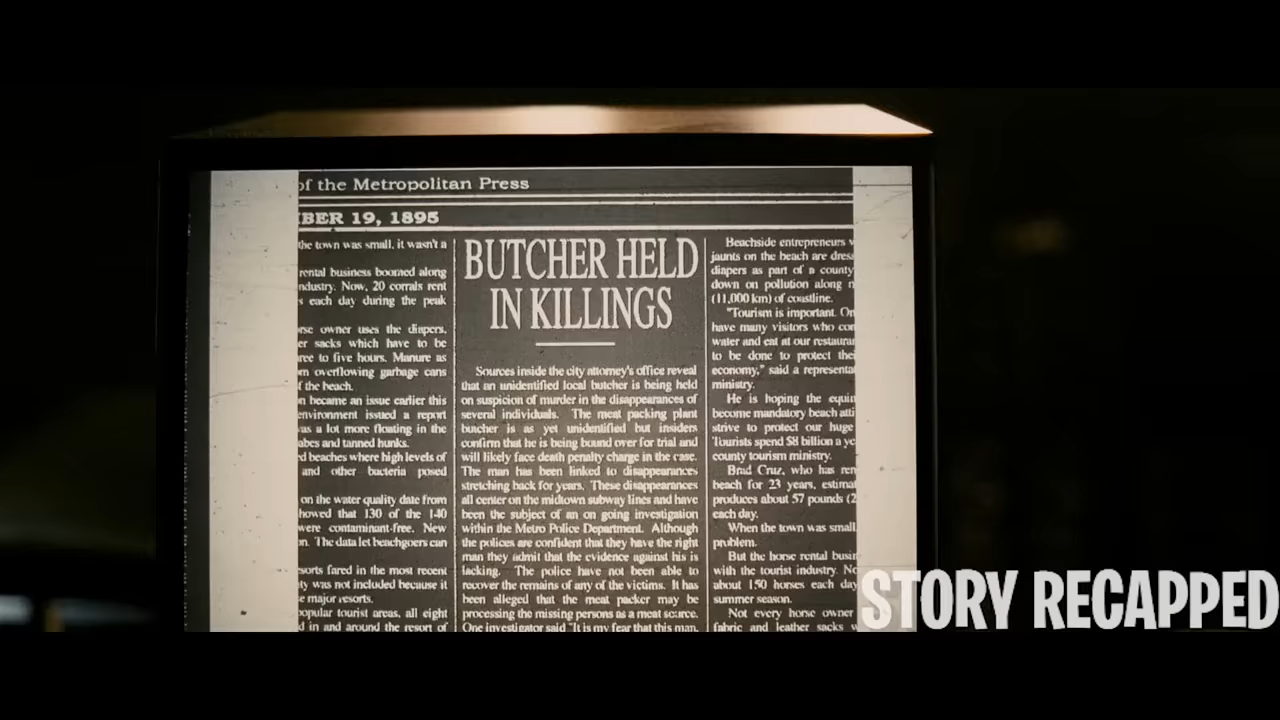 of the Metropolitan Press
BER 19, 1895
the town was small, it wasn't a
rental business boomed along
ndustry. Now, 20 corrals rent
s each day during the peak
rse owner uses the diapers,
er sacks which have to be
ree to five hours. Manure as
m overflowing garbage cans
f the beach.
n became an issue earlier this
environment issued a report
was a lot more floating in the
abes and tanned hunks.
ed beaches where high levels of
and other bacteria posed
on the water quality date from
howed that 130 of the 140
were contaminant-free. New
on. The data let beachgoers can
sorts fared in the most recent
ty was not included because it
e major resorts.
opular tourist areas, all eight
d in and around the resort of
BUTCHER HELD
IN KILLINGS
Sources inside the city attorney's office reveal
that an unidentified local butcher is being held
on suspicion of murder in the disappearances of
several individuals. The meat packing plant
butcher is as yet unidentified but insiders
confirm that he is being bound over for trial and
will likely face death penalty charge in the case.
The man has been linked to disappearances
stretching back for years. These disappearances
all center on the midtown subway lines and have
been the subject of an on going investigation
within the Metro Police Department. Although
the polices are confident that they have the right
man they admit that the evidence against his is
lacking. The police have not been able to
recover the remains of any of the victims. It has
been alleged that the meat packer may be
processing the missing persons as a meat source.
One investigator said "It is my fear that this man,
Beachside entrepreneurs w
jaunts on the beach are dress
diapers as part of a county
down on pollution along n
(11,000 km) of coastline.
"Tourism is important. On
have many visitors who con
water and eat at our restaurar
to be done to protect thei
economy," said a representa
ministry.
He is hoping the equin
become mandatory beach atti
strive to protect our huge
Tourists spend $8 billion a ye
county tourism ministry.
Brad Cruz, who has ren
beach for 23 years, estimat
produces about 57 pounds (2
each day.
When the town was small,
problem.
But the horse rental busir
with the tourist industry. No
about 150 horses each day
summer season.
Not every horse owner
fabric and leather sacks w
STORY RECAPPED